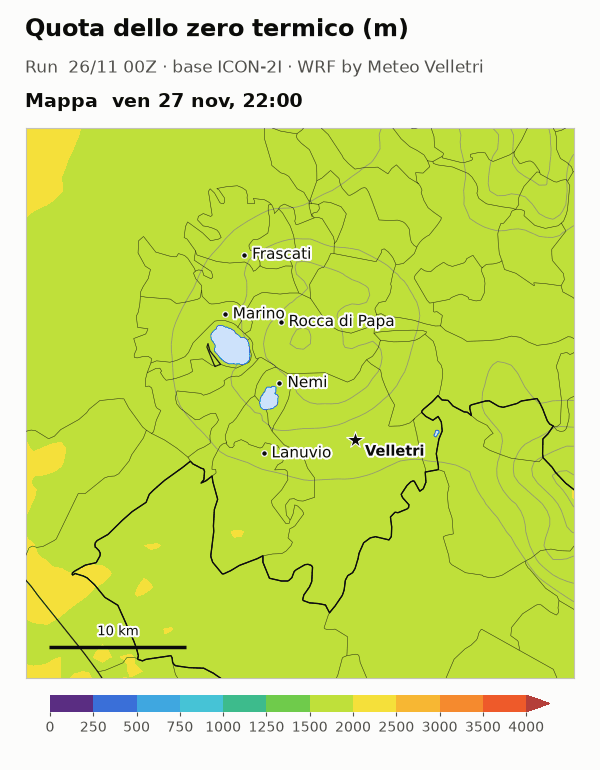 Quota dello zero termico (m)
Run  26/11 00Z · base ICON-2I · WRF by Meteo Velletri
Mappa  ven 27 nov, 22:00
Frascati
Marino
Rocca di Papa
Nemi
Velletri
Lanuvio
10 km
0 250 500 750 1000 1250 1500 2000 2500 3000 3500 4000